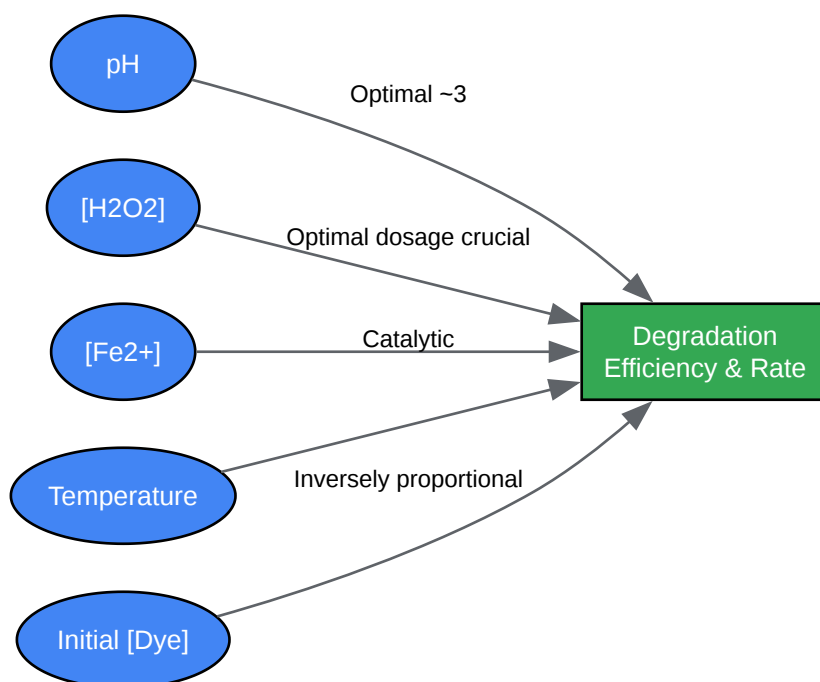 pH
Optimal ~3
[H2O2]
Optimal dosage crucial
[Fe2+]
Catalytic
Degradation
Efficiency & Rate
Temperature
Inversely proportional
Initial [Dye]